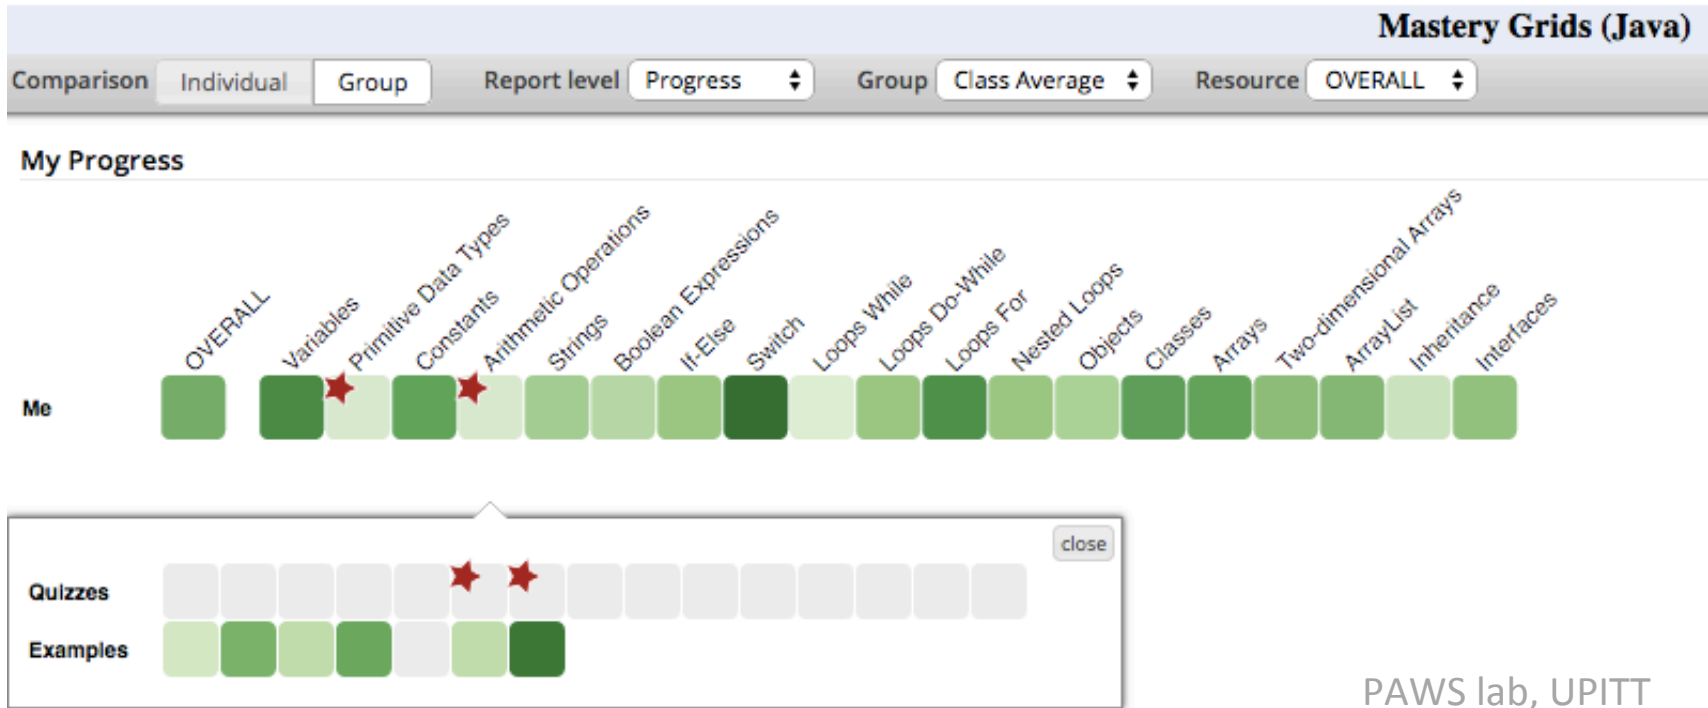 Mastery Grids (Java)
Comparison Individual Group Report level Progress Group Class Average Resource OVERALL
My Progress
OVERALL Variables Primitive Data Types Constants Arithmetic Operations Strings Boolean Expressions If-Else Switch Loops While Loops Do-While Loops For Nested Loops Objects Classes Arrays Two-dimensional Arrays ArrayList Inheritance Interfaces
Me
close
Quizzes
Examples
PAWS lab, UPITT